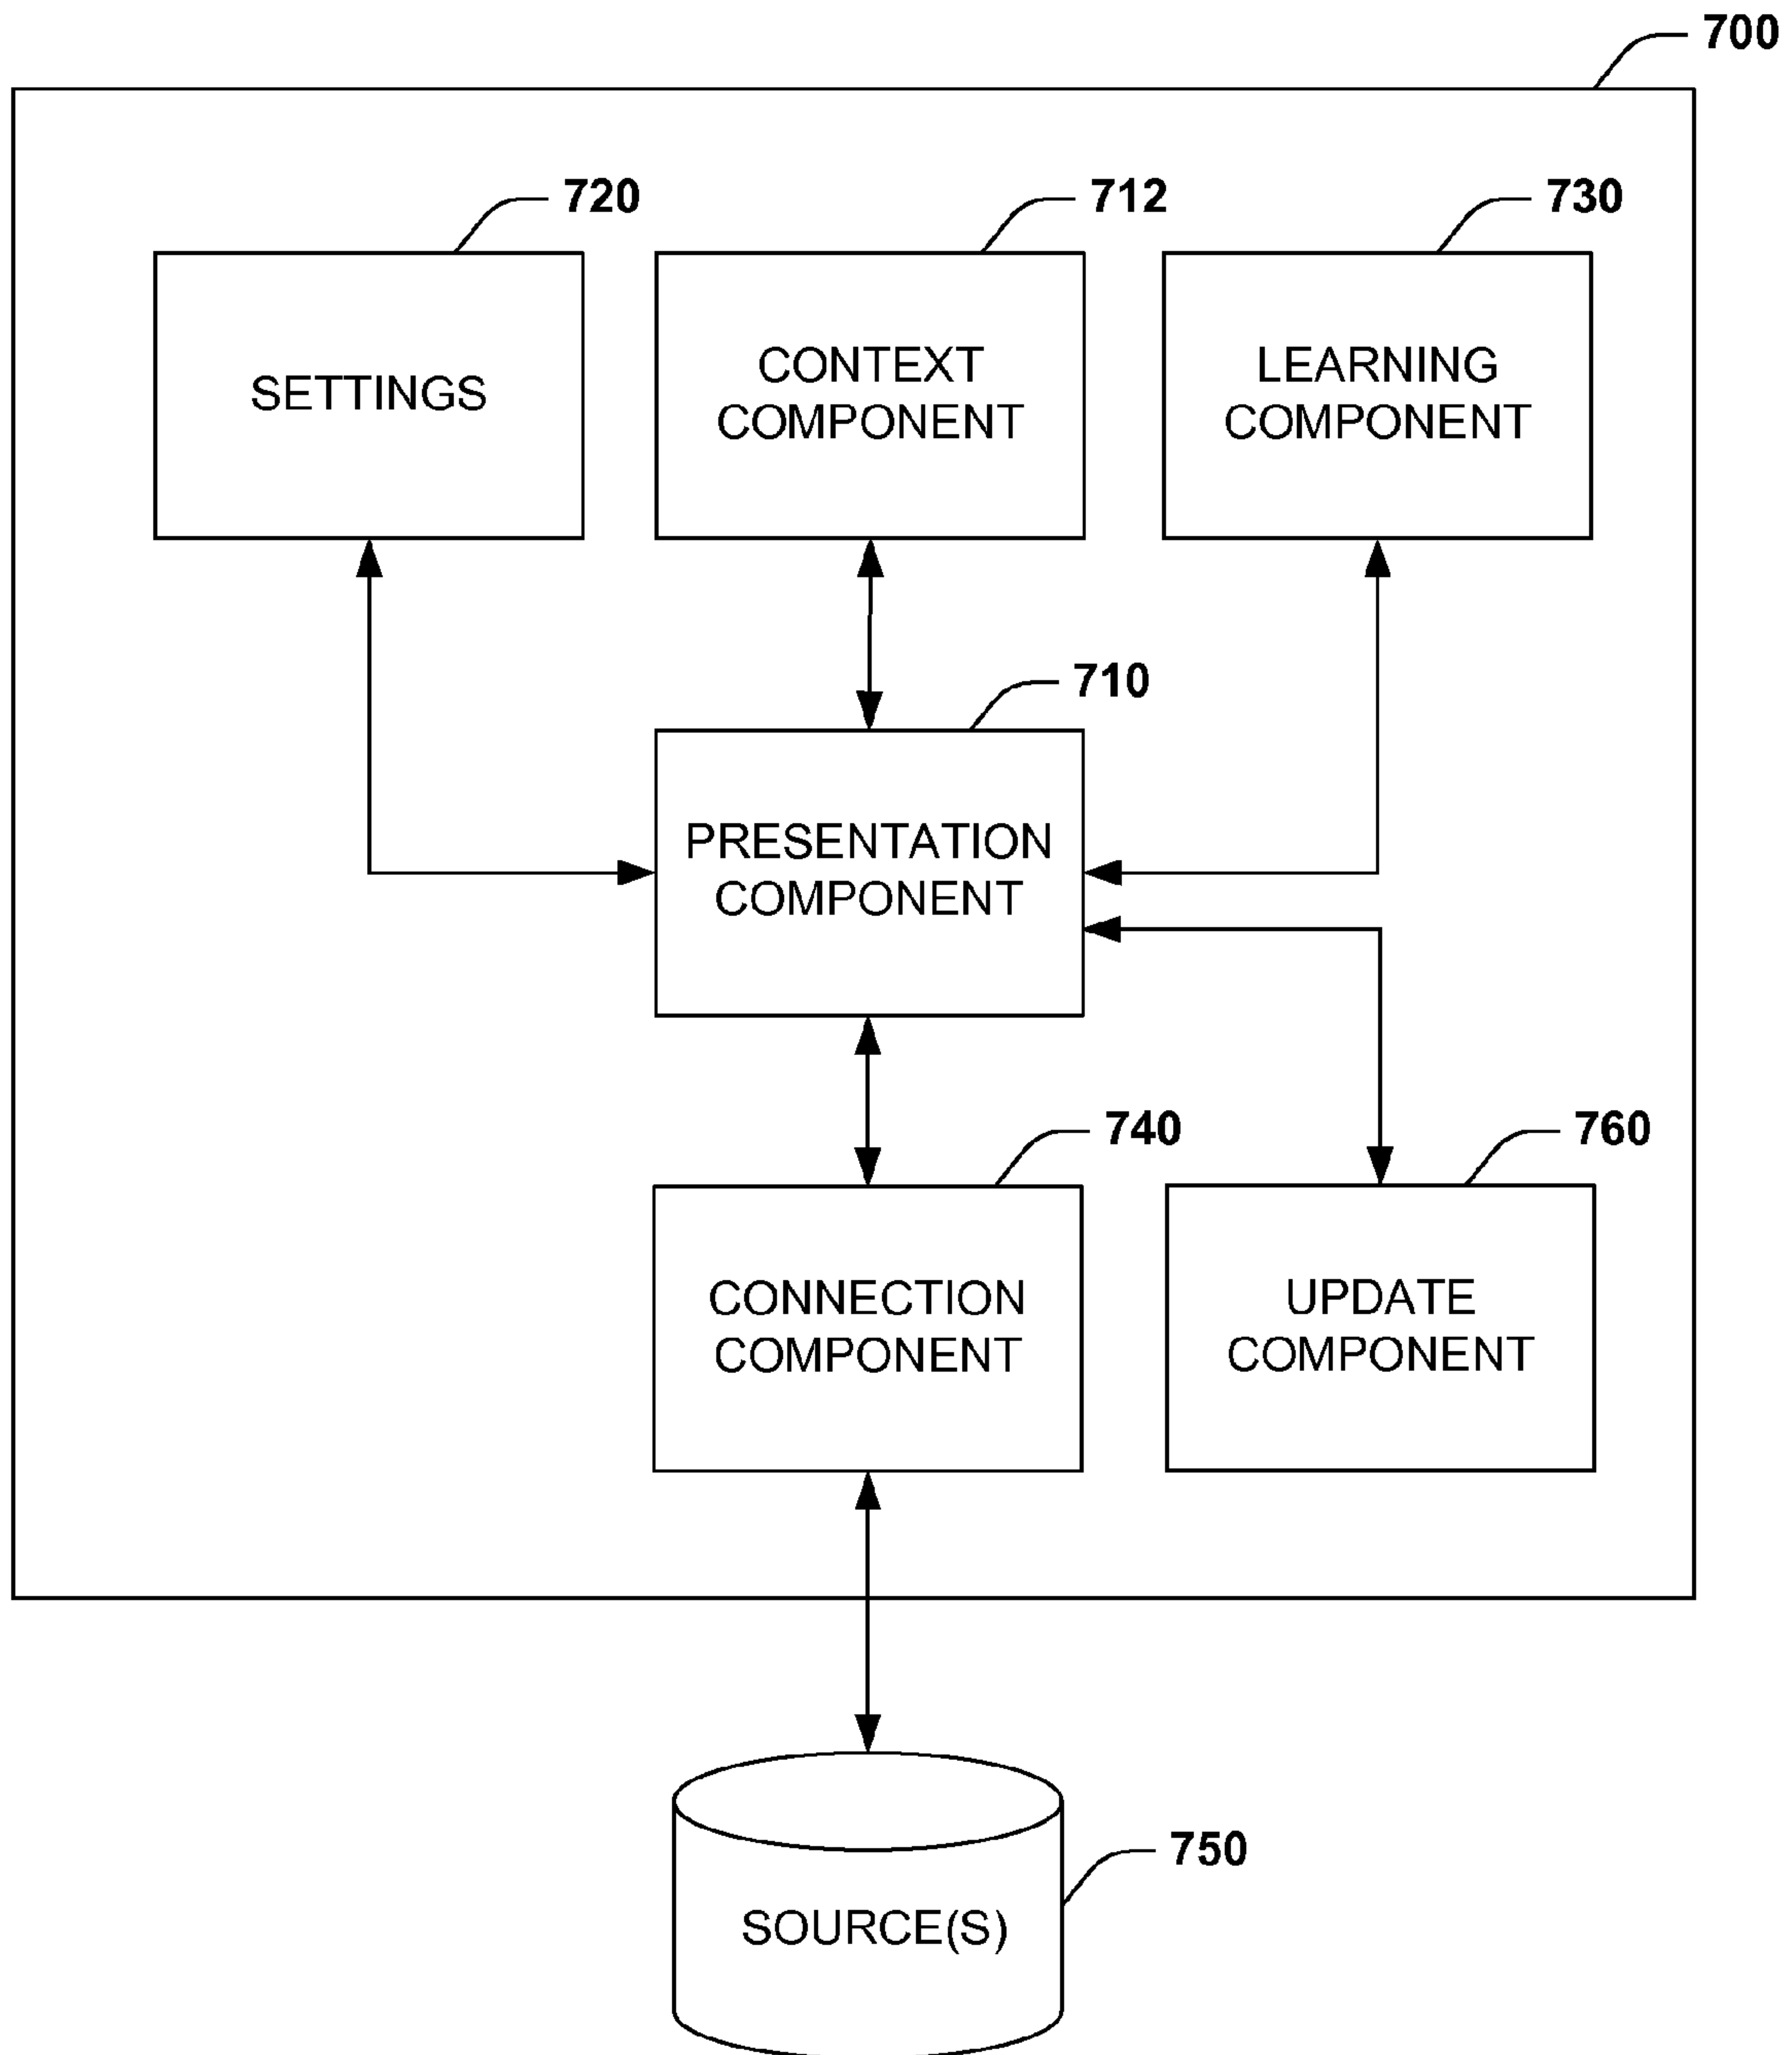 700
720
712
730
SETTINGS
CONTEXT
COMPONENT
LEARNING
COMPONENT
710
PRESENTATION
COMPONENT
740
760
CONNECTION
COMPONENT
UPDATE
COMPONENT
750
SOURCE(S)